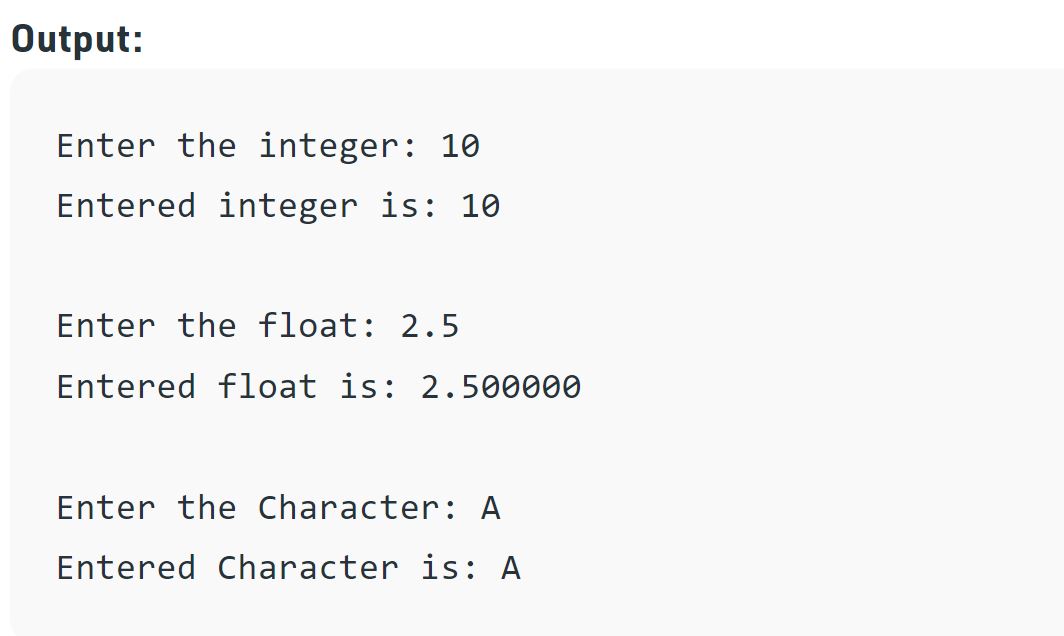 Output:
Enter the integer: 10
Entered integer is: 10
Enter the float: 2.5
Entered float is: 2.500000
Enter the Character: A
Entered Character is: A